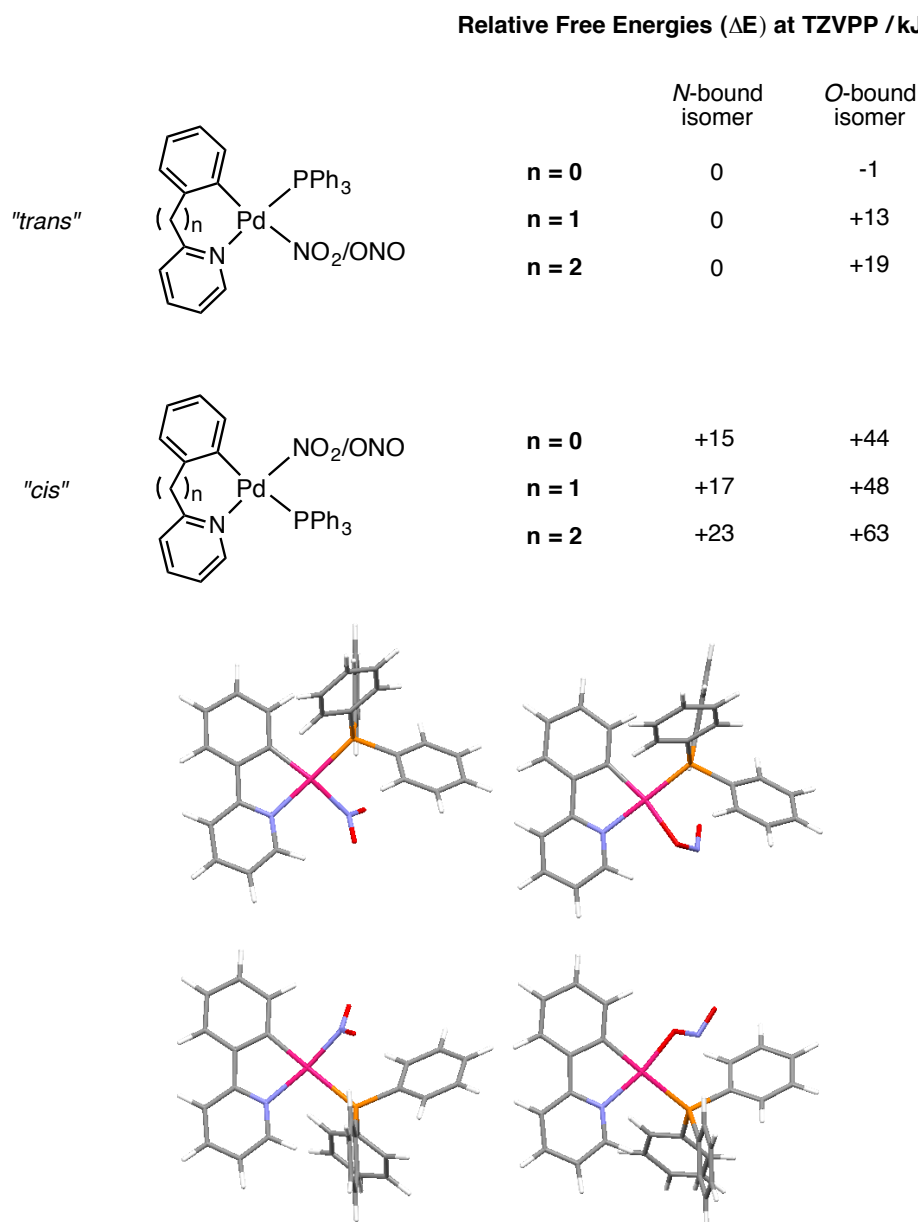 Relative Free Energies (ΔE) at TZVPP / kJ
N-bound isomer
O-bound isomer
"trans"
( )n
Pd
N
PPh3
NO2/ONO
n = 0 0 -1
n = 1 0 +13
n = 2 0 +19
"cis"
( )n
Pd
N
NO2/ONO
PPh3
n = 0 +15 +44
n = 1 +17 +48
n = 2 +23 +63